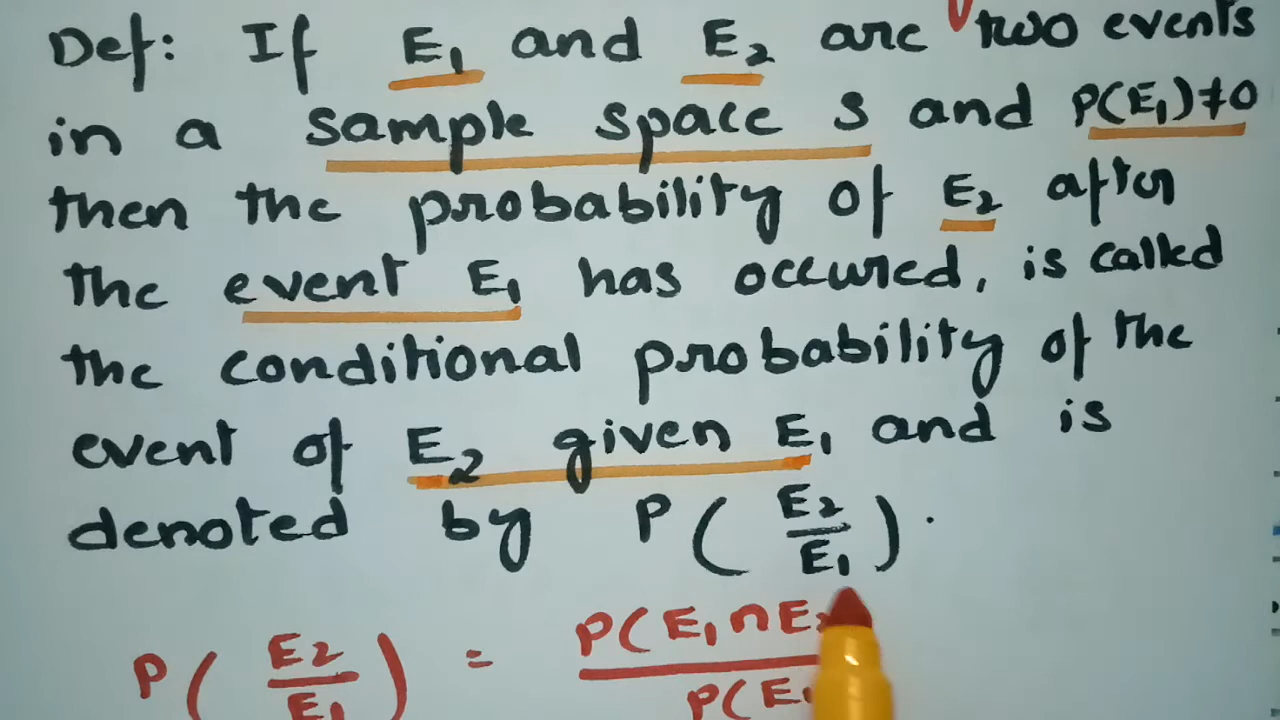 Def: If E₁ and E₂ are two events
in a sample space S and P(E₁)≠0
then the probability of E₂ after
the event E₁ has occured, is called
the conditional probability of the
event of E₂ given E₁ and is
denoted by P(E₂/E₁).
P(E₂/E₁) = P(E₁∩E / P(E